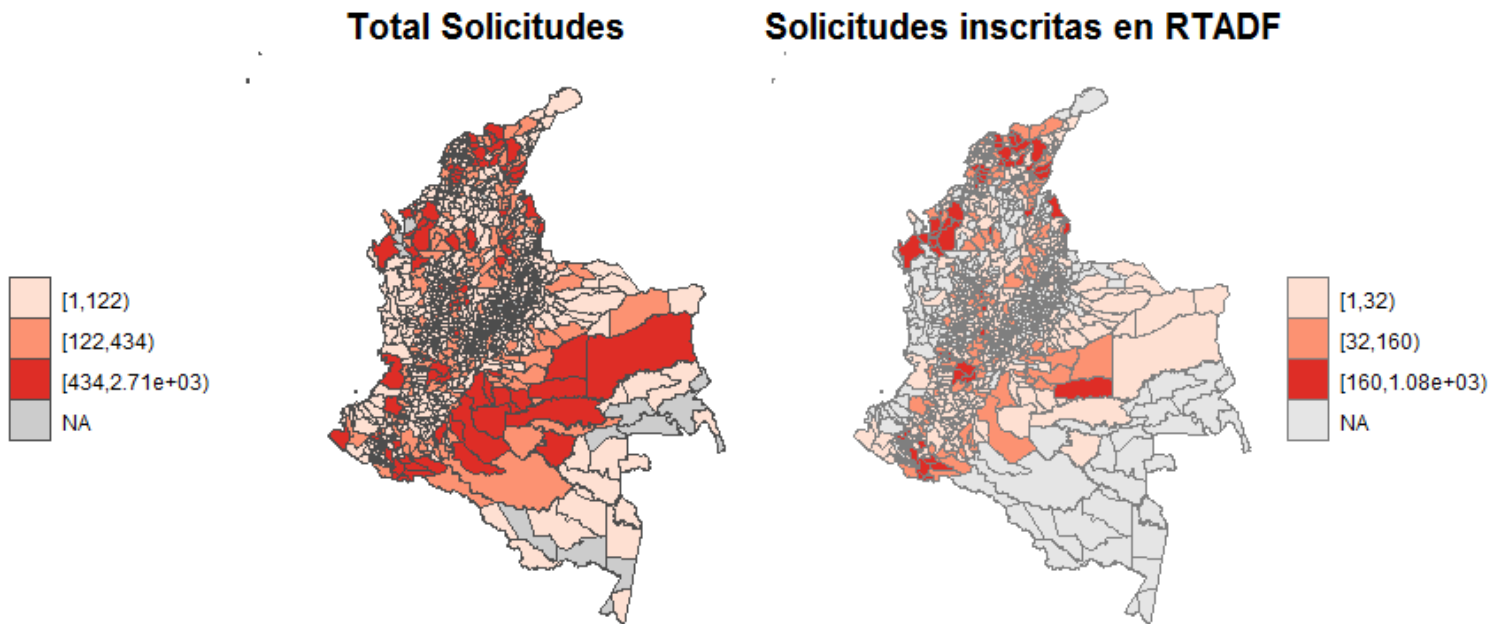 Total Solicitudes
Solicitudes inscritas en RTADF
[1,122)
[122,434)
[434,2.71e+03)
NA
[1,32)
[32,160)
[160,1.08e+03)
NA